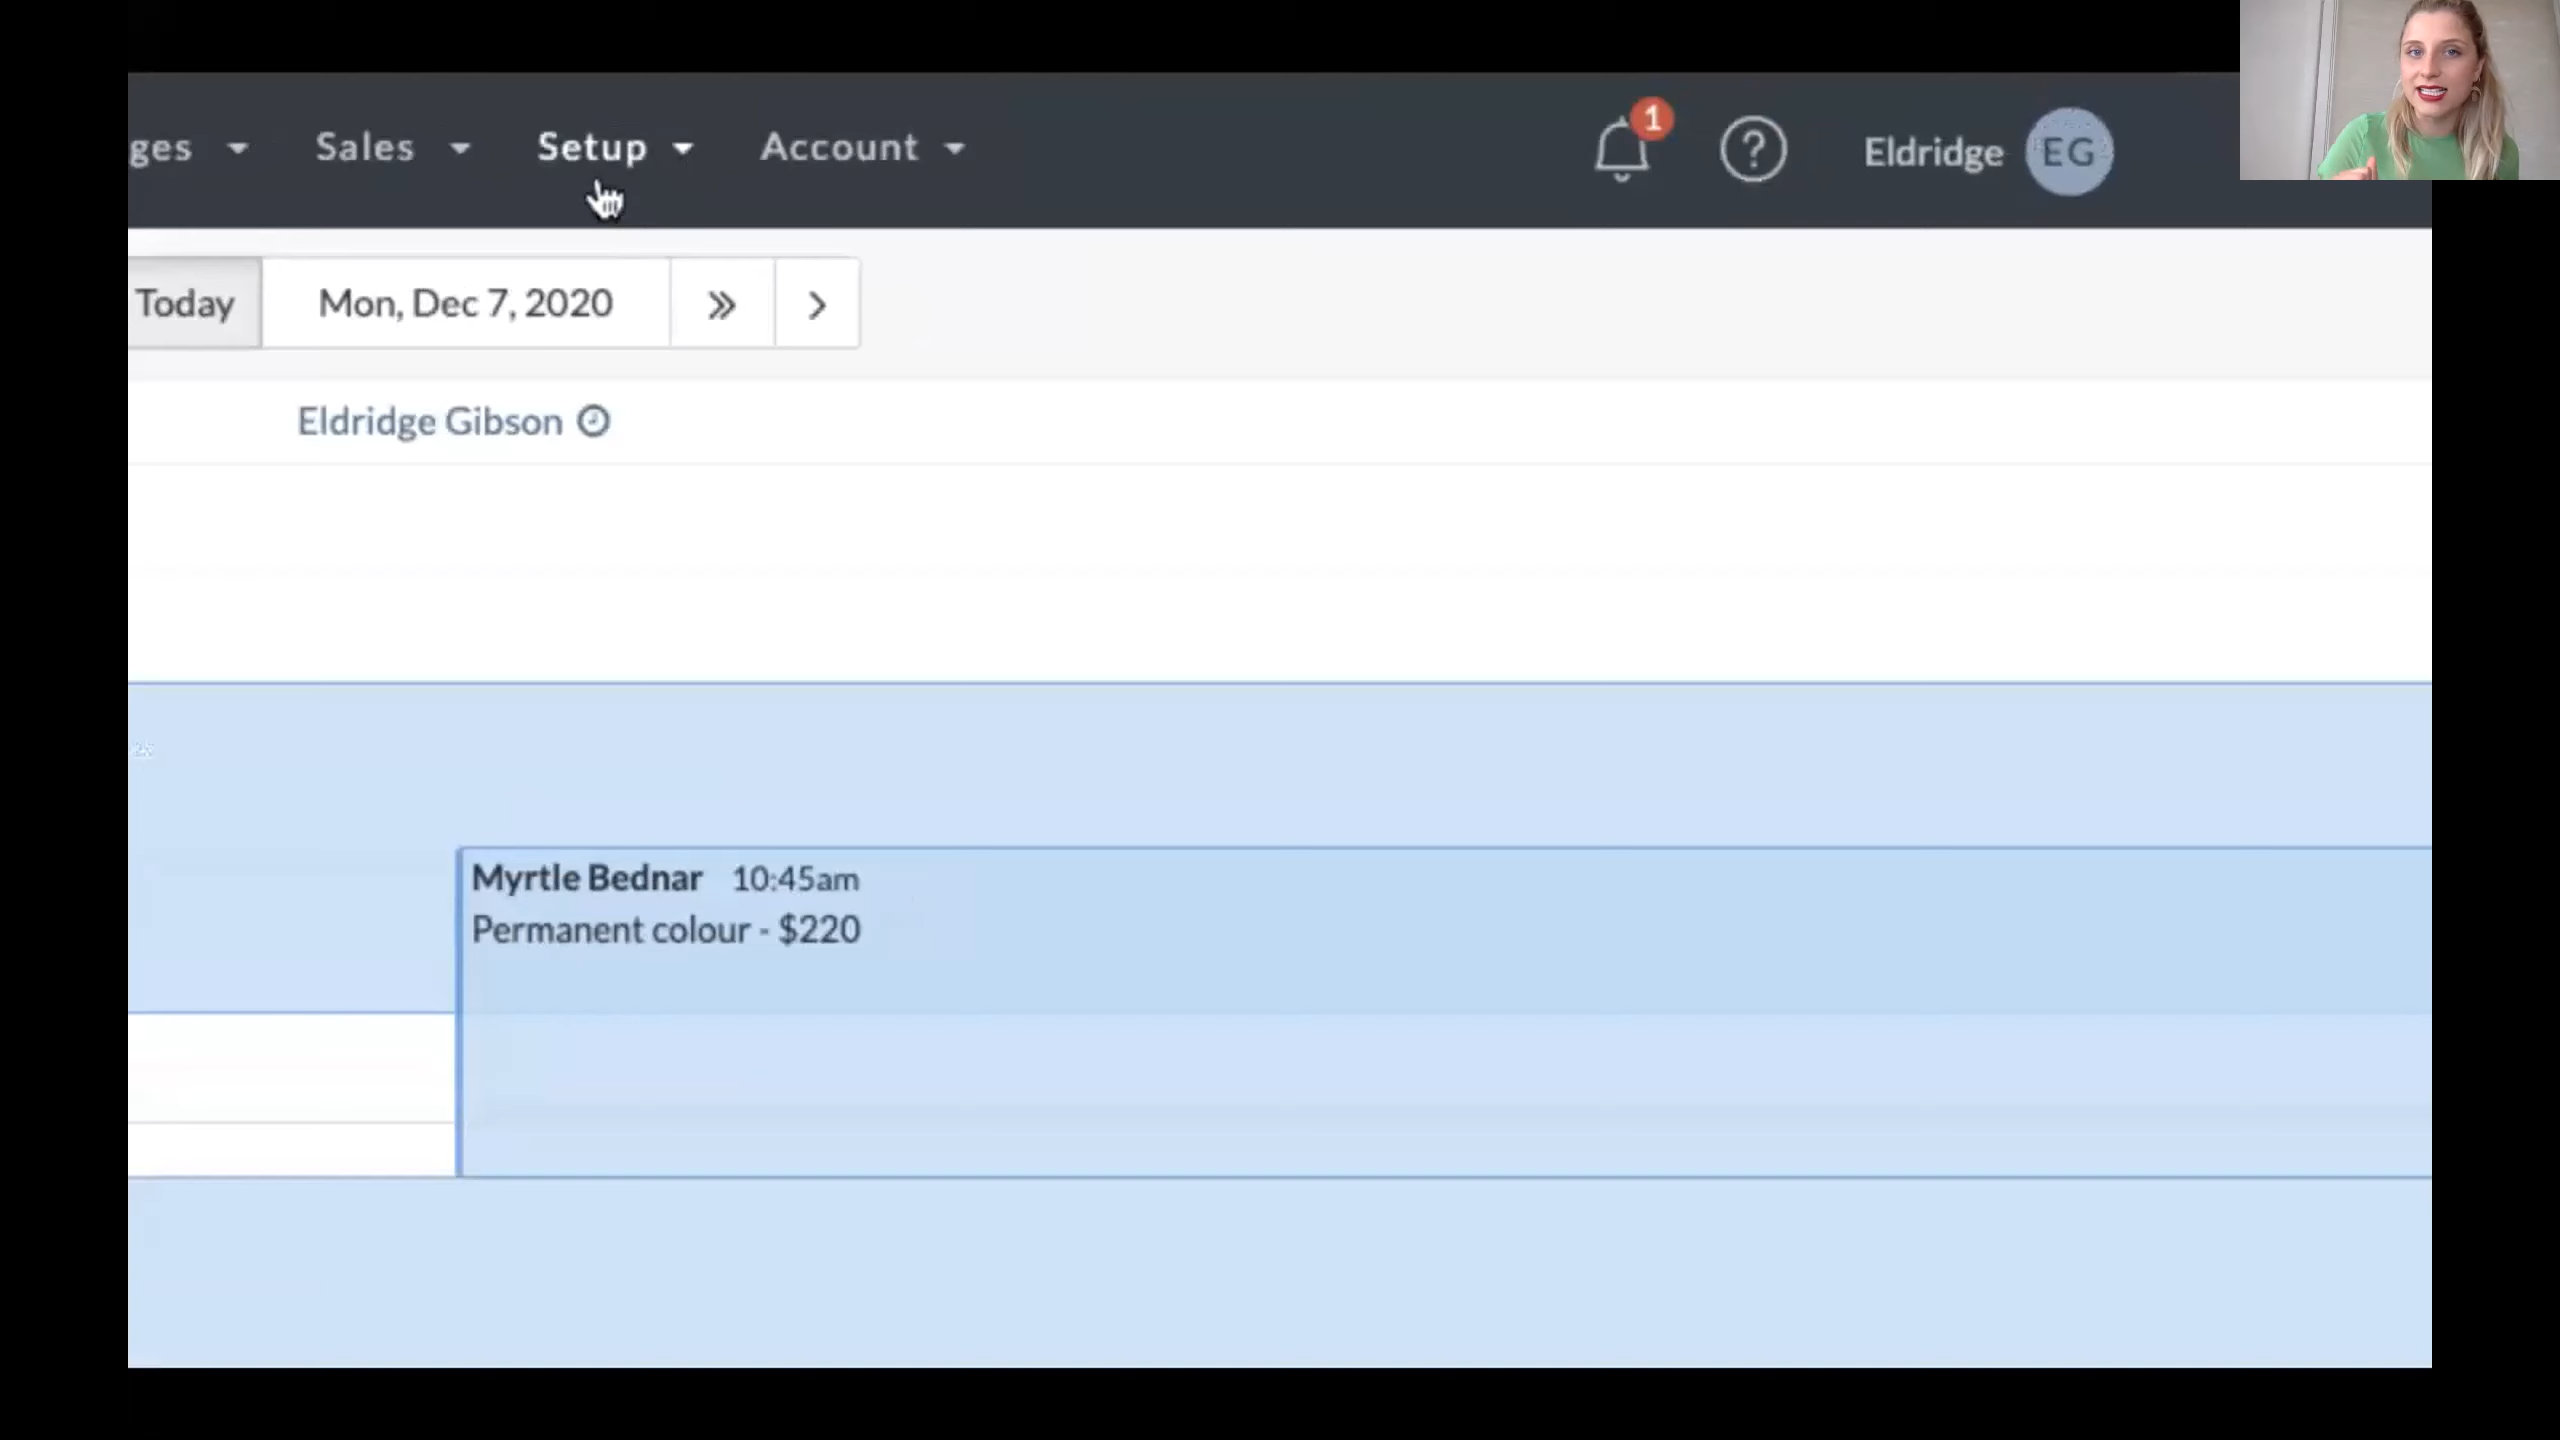 ges Sales Setup Account 1 ? Eldridge EG
Today Mon, Dec 7, 2020 » >
Eldridge Gibson
Myrtle Bednar 10:45am
Permanent colour - $220